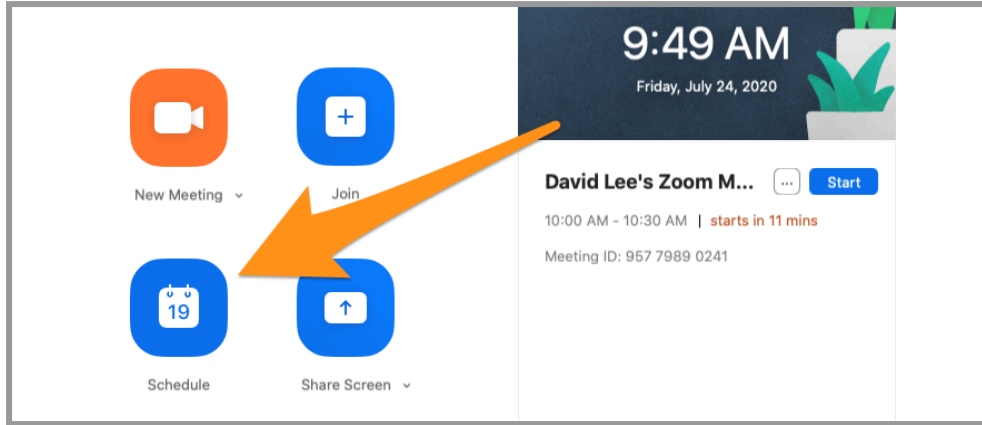 9:49 AM
Friday, July 24, 2020
New Meeting
Join
David Lee's Zoom M... ... Start
10:00 AM - 10:30 AM | starts in 11 mins
Meeting ID: 957 7989 0241
19
Schedule
Share Screen